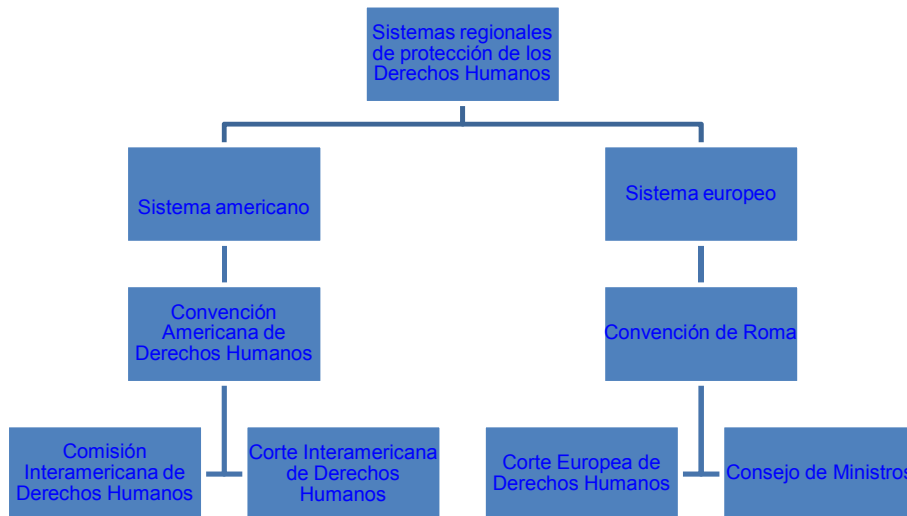 Sistemas regionales
de protección de los
Derechos Humanos
Sistema americano
Sistema europeo
Convención
Americana de
Derechos Humanos
Convención de Roma
Comisión
Interamericana de
Derechos Humanos
Corte Interamericana
de Derechos
Humanos
Corte Europea de
Derechos Humanos
Consejo de Ministros